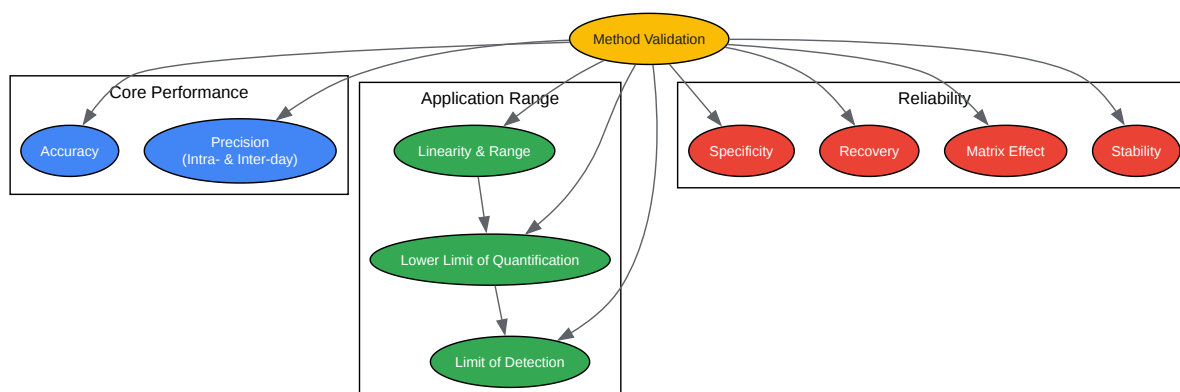 Method Validation
Core Performance
Accuracy
Precision
(Intra- & Inter-day)
Application Range
Linearity & Range
Lower Limit of Quantification
Limit of Detection
Reliability
Specificity
Recovery
Matrix Effect
Stability